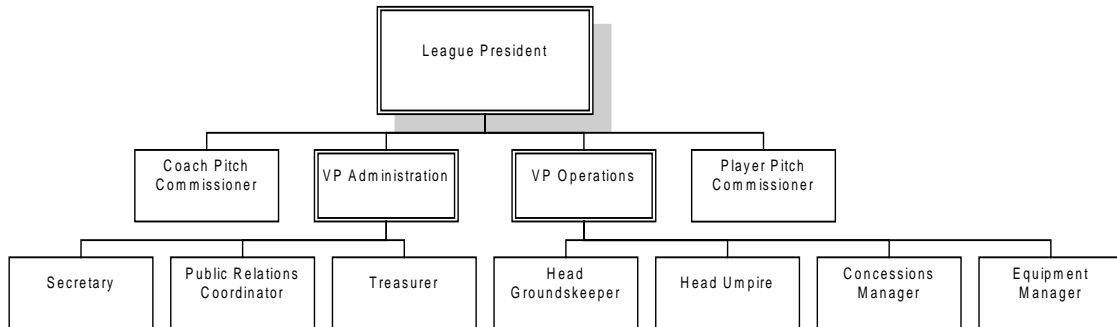 League President
Coach Pitch
Commissioner
VP Administration
VP Operations
Player Pitch
Commissioner
Secretary
Public Relations
Coordinator
Treasurer
Head
Groundskeeper
Head Umpire
Concessions
Manager
Equipment
Manager